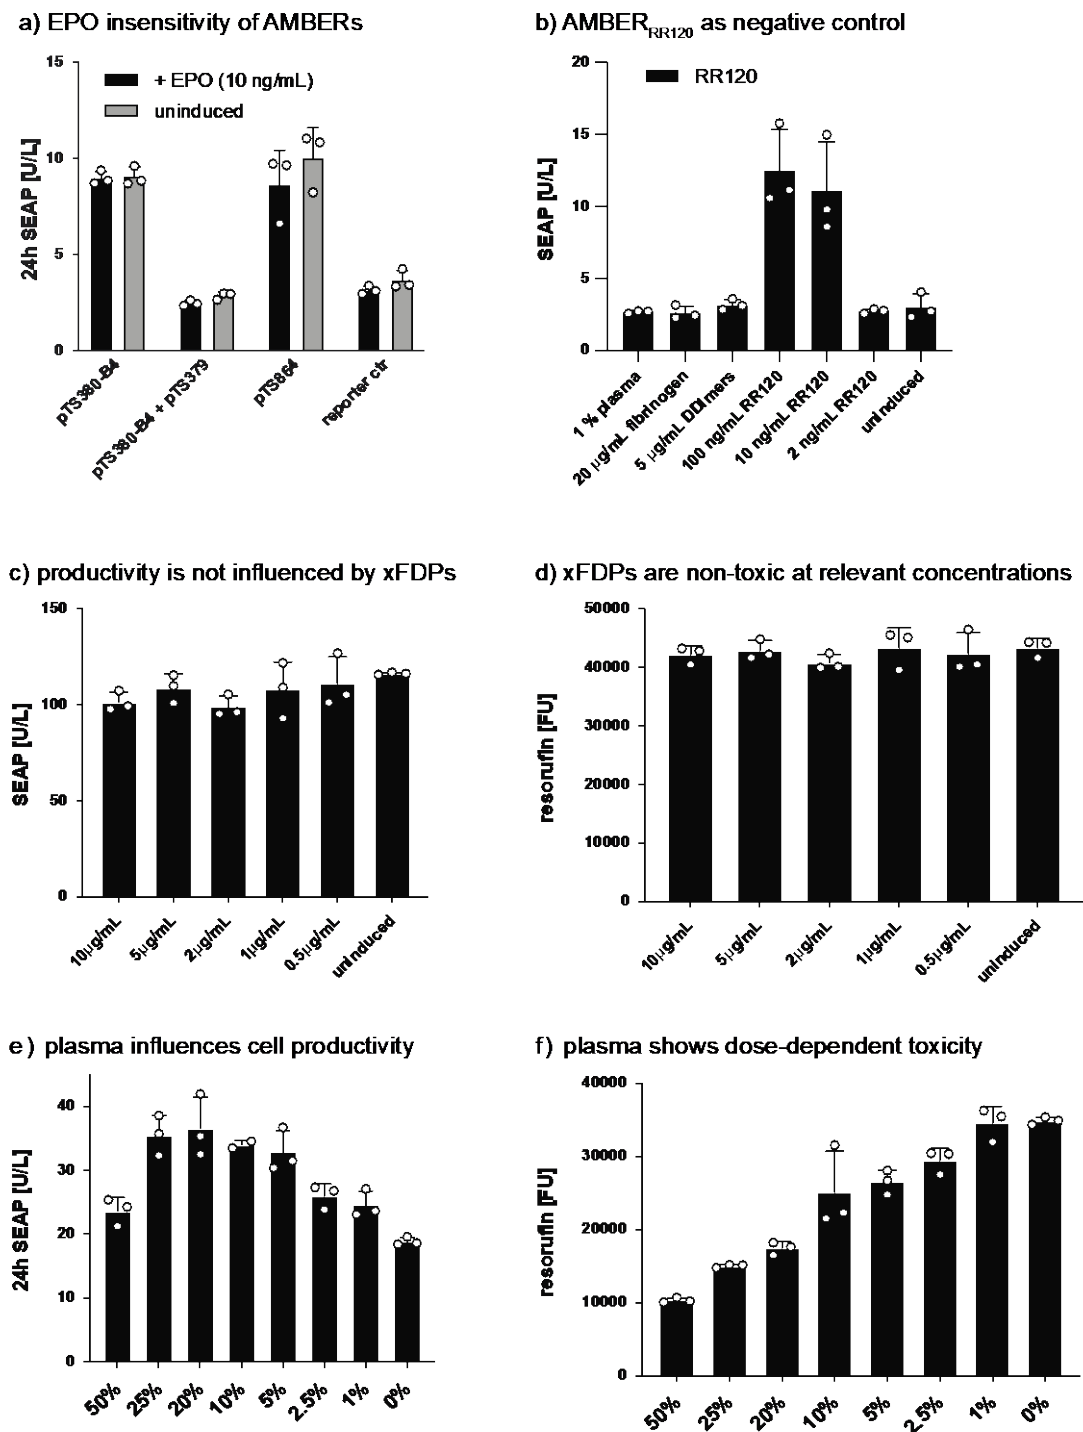 a) EPO insensitivity of AMBERs
15
10
5
0
24h SEAP [U/L]
+ EPO (10 ng/mL)
uninduced
pTS380-B4
pTS380-B4 + pTS379
pTS864
reporter ctr
b) AMBER_RR120 as negative control
20
15
10
5
0
SEAP [U/L]
RR120
1 % plasma
20 µg/mL fibrinogen
5 µg/mL DDimers
100 ng/mL RR120
10 ng/mL RR120
2 ng/mL RR120
uninduced
c) productivity is not influenced by xFDPs
150
100
50
0
SEAP [U/L]
10µg/mL
5µg/mL
2µg/mL
1µg/mL
0.5µg/mL
uninduced
d) xFDPs are non-toxic at relevant concentrations
50000
40000
30000
20000
10000
0
resorufin [FU]
10µg/mL
5µg/mL
2µg/mL
1µg/mL
0.5µg/mL
uninduced
e) plasma influences cell productivity
40
30
20
10
0
24h SEAP [U/L]
50%
25%
20%
10%
5%
2.5%
1%
0%
f) plasma shows dose-dependent toxicity
40000
30000
20000
10000
0
resorufin [FU]
50%
25%
20%
10%
5%
2.5%
1%
0%